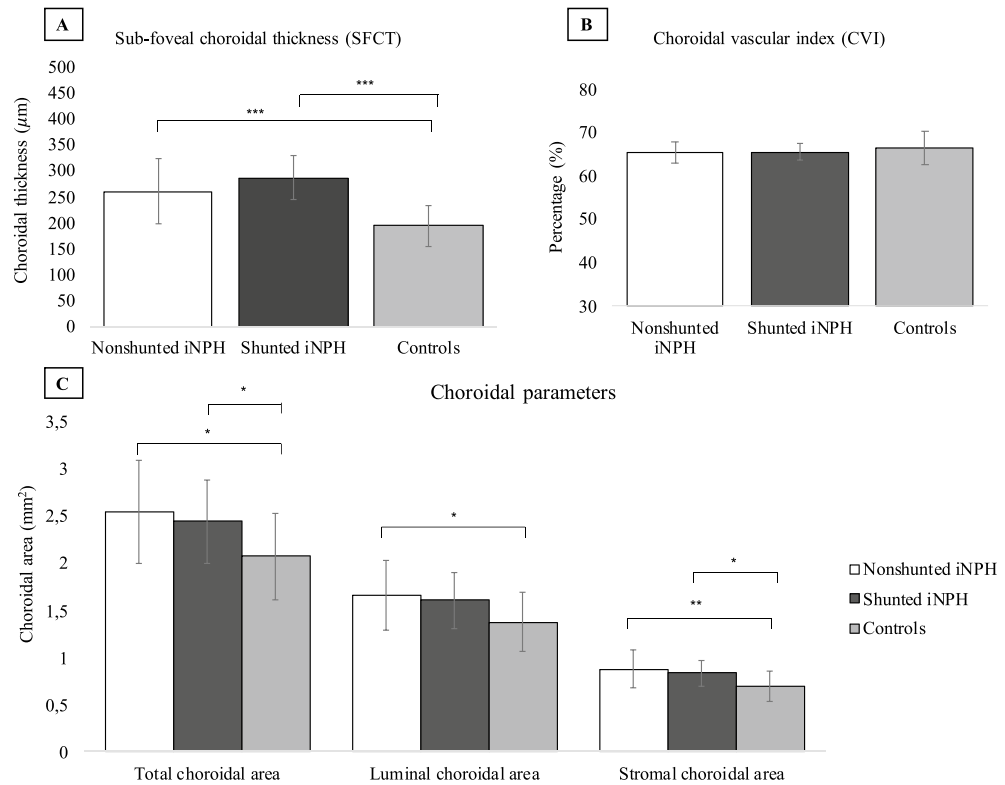 A
Sub-foveal choroidal thickness (SFCT)
Choroidal thickness (µm)
500
450
400
350
300
250
200
150
100
50
0
***
***
Nonshunted iNPH
Shunted iNPH
Controls
B
Choroidal vascular index (CVI)
Percentage (%)
80
70
60
50
40
30
Nonshunted
iNPH
Shunted iNPH
Controls
C
Choroidal parameters
Choroidal area (mm²)
3,5
3
2,5
2
1,5
1
0,5
0
*
*
*
*
**
Total choroidal area
Luminal choroidal area
Stromal choroidal area
Nonshunted iNPH
Shunted iNPH
Controls